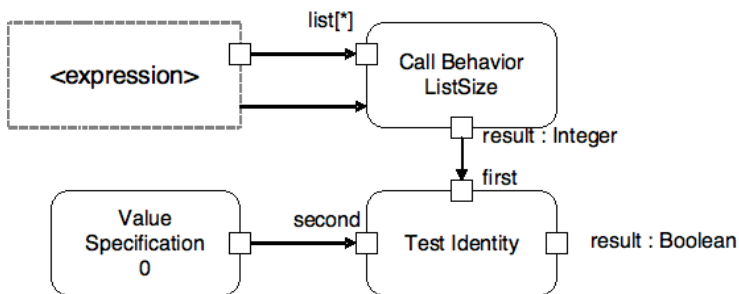 list[*]
<expression>
Call Behavior
ListSize
result : Integer
first
Value
Specification
0
second
Test Identity
result : Boolean